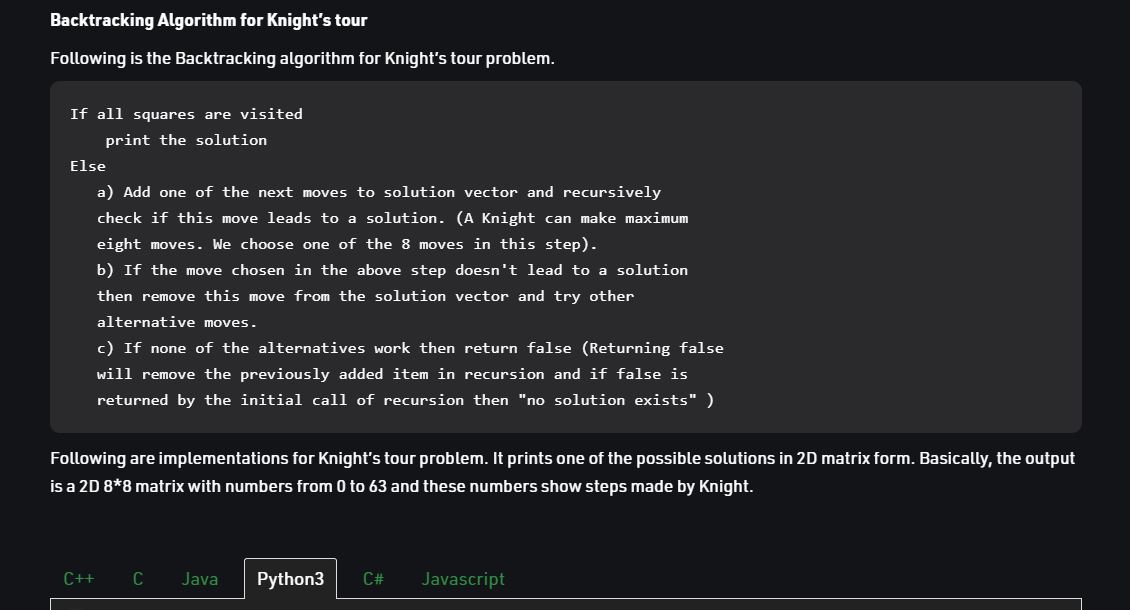 Backtracking Algorithm for Knight's tour
Following is the Backtracking algorithm for Knight's tour problem.
If all squares are visited
    print the solution
Else
   a) Add one of the next moves to solution vector and recursively
   check if this move leads to a solution. (A Knight can make maximum
   eight moves. We choose one of the 8 moves in this step).
   b) If the move chosen in the above step doesn't lead to a solution
   then remove this move from the solution vector and try other
   alternative moves.
   c) If none of the alternatives work then return false (Returning false
   will remove the previously added item in recursion and if false is
   returned by the initial call of recursion then "no solution exists" )
Following are implementations for Knight's tour problem. It prints one of the possible solutions in 2D matrix form. Basically, the output
is a 2D 8*8 matrix with numbers from 0 to 63 and these numbers show steps made by Knight.
C++ C Java Python3 C# Javascript